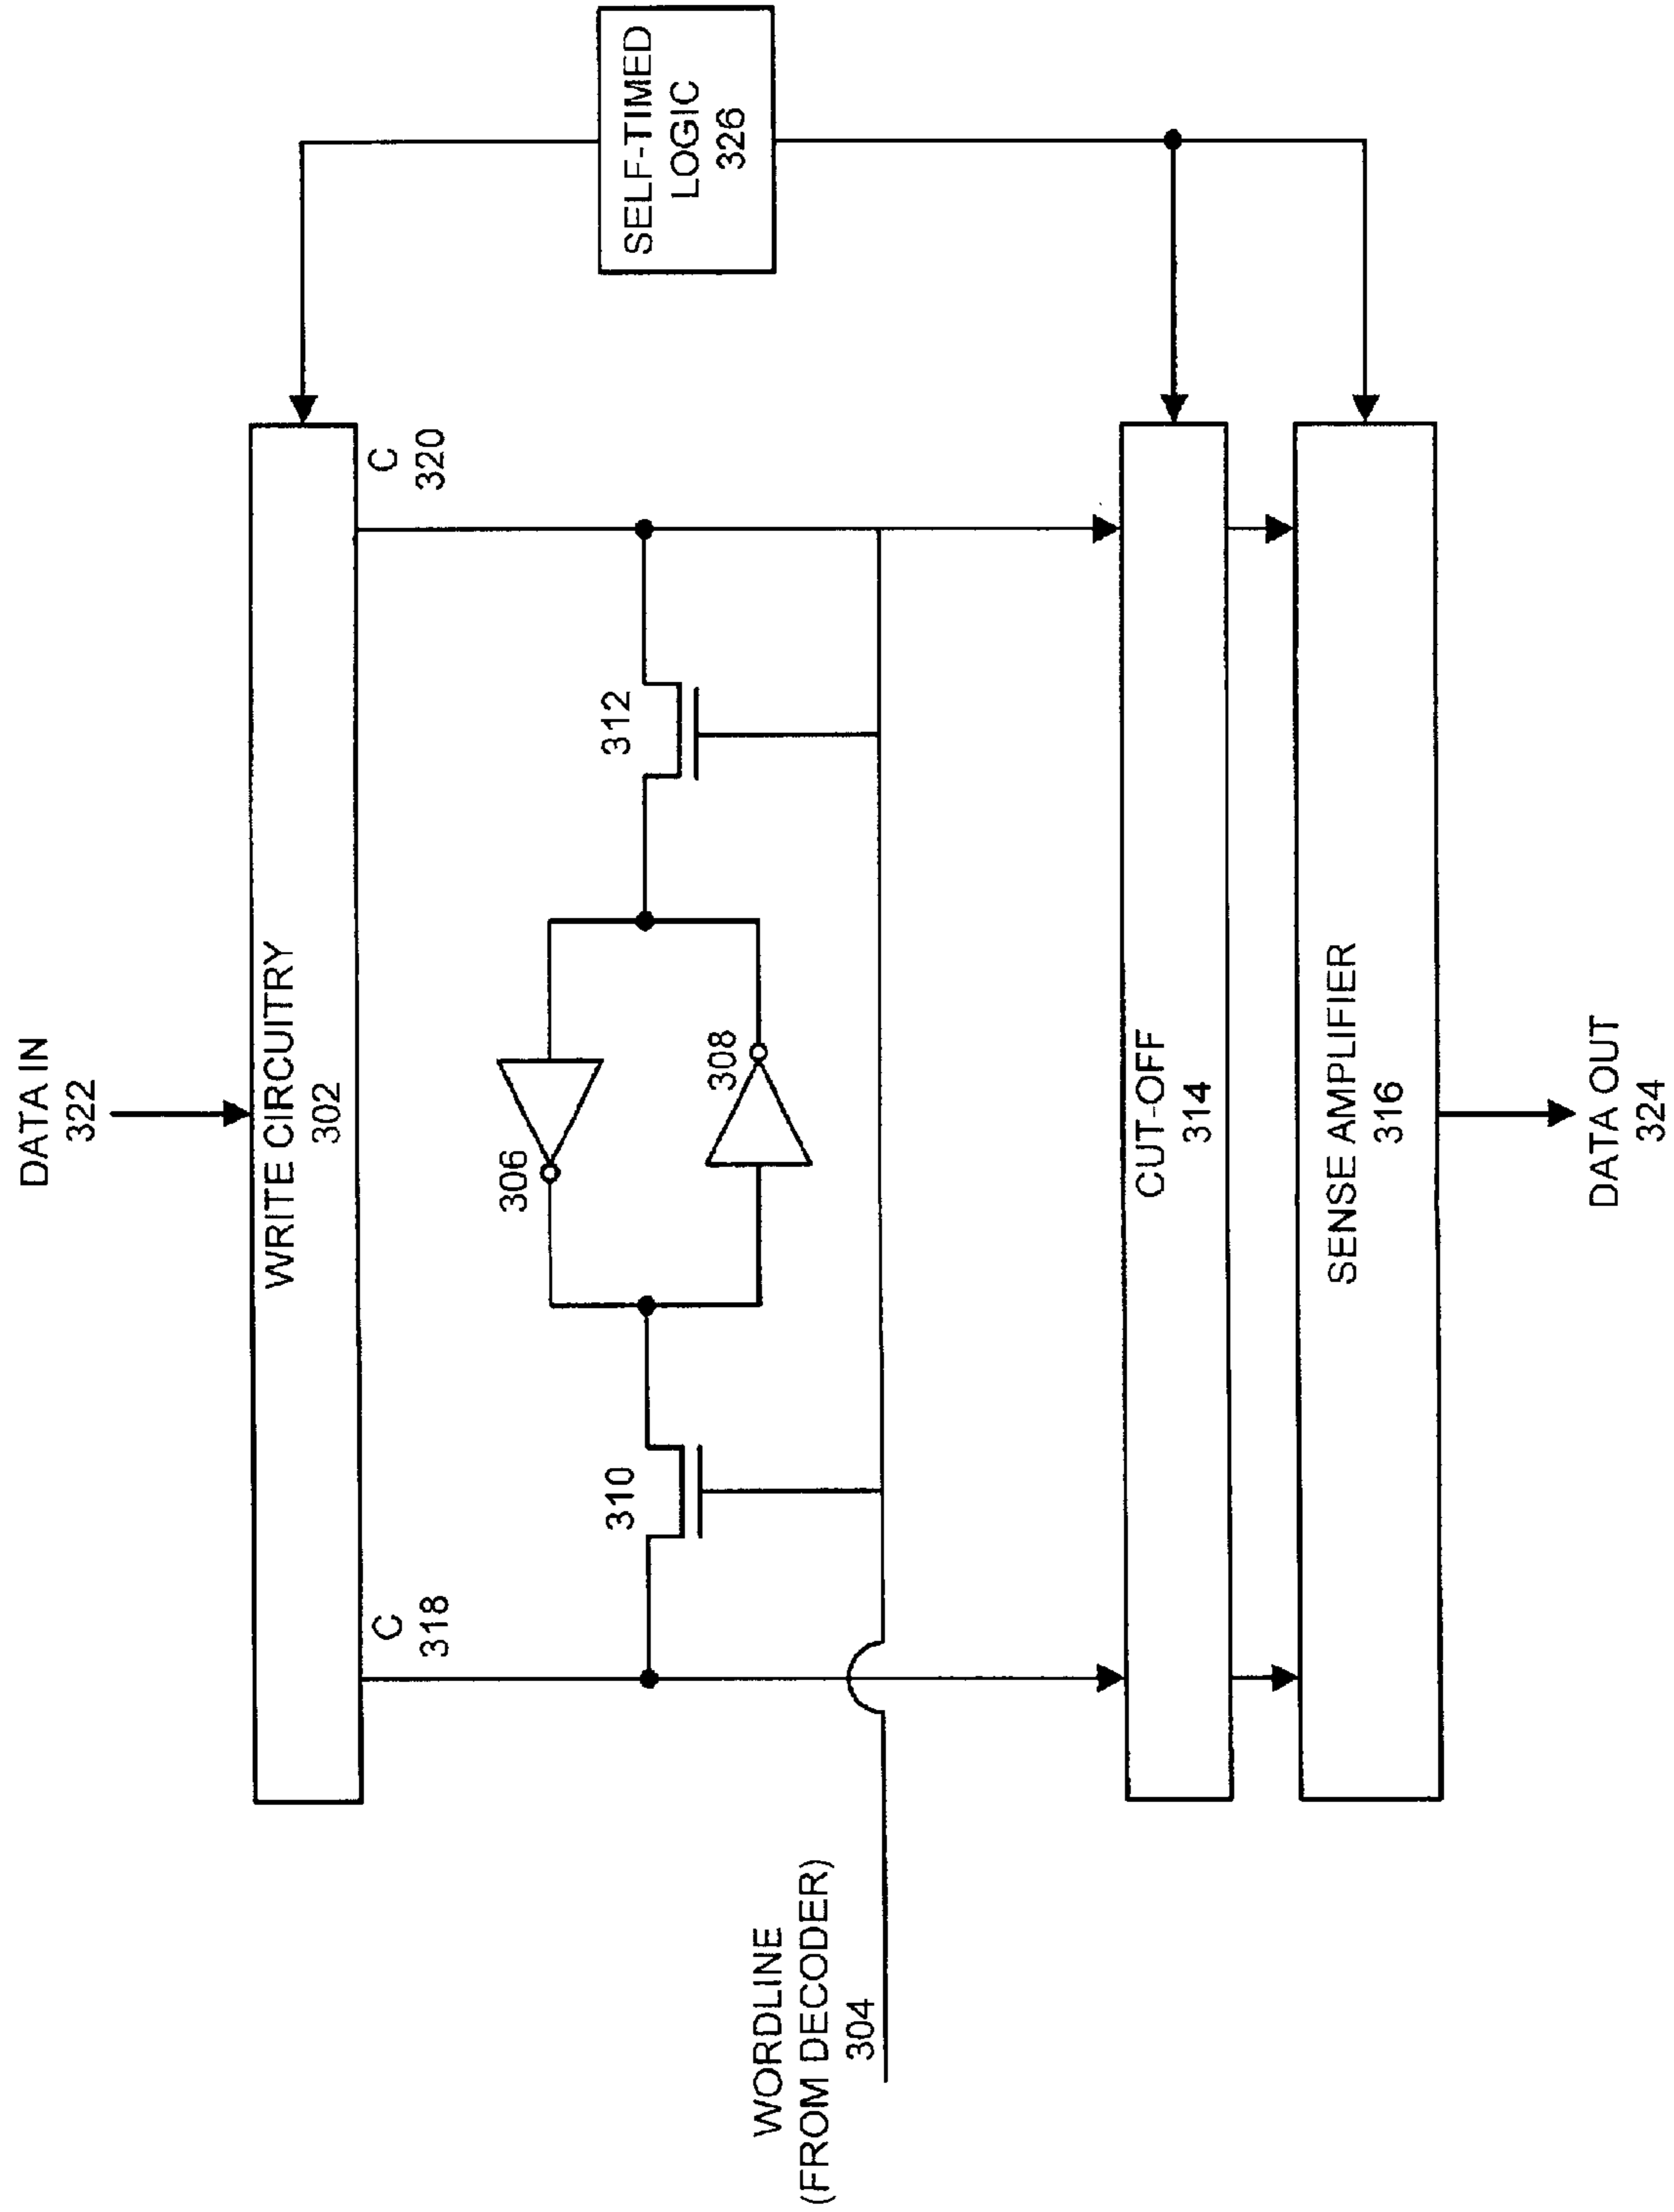 DATA IN
322
WRITE CIRCUITRY
302
C
318
C
320
306
308
310
312
SELF-TIMED
LOGIC
326
WORDLINE
(FROM DECODER)
304
CUT-OFF
314
SENSE AMPLIFIER
316
DATA OUT
324